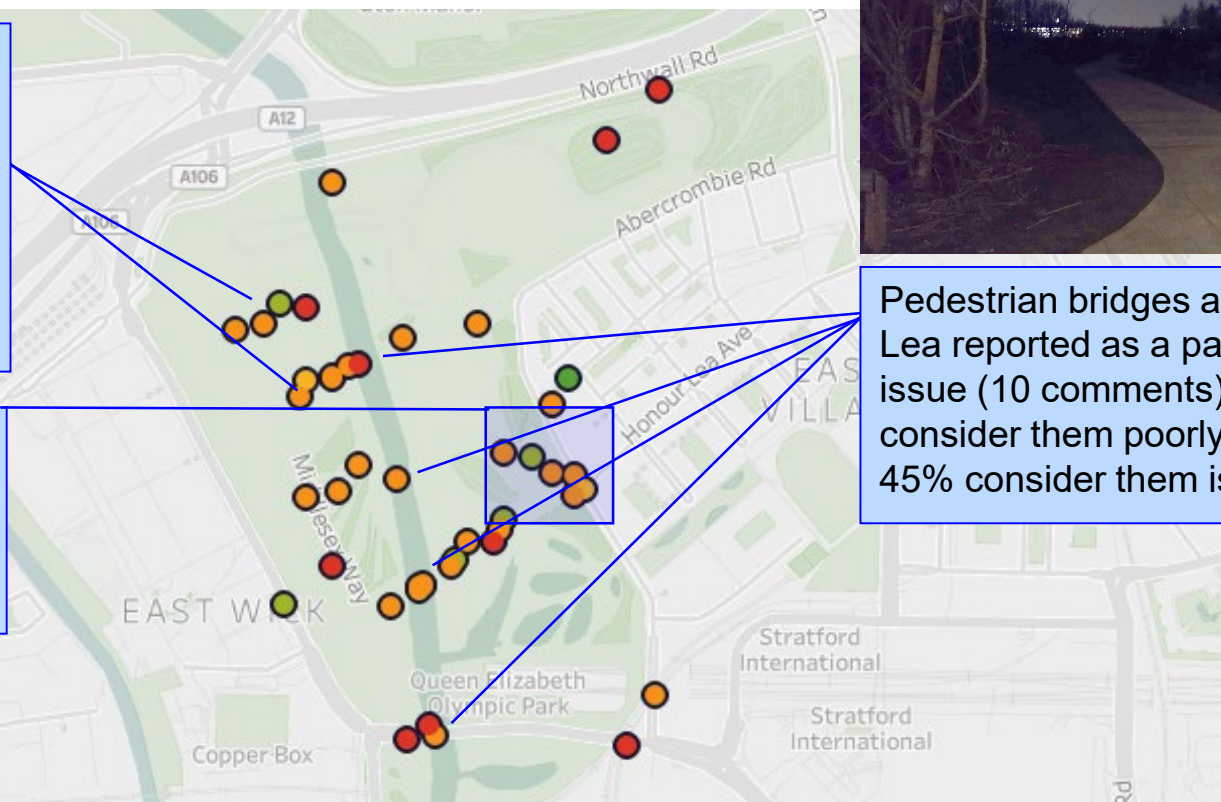 Northwall Rd
A12
A106
A106
Abercrombie Rd
Honour Lea Ave
EAS
VILLA
Pedestrian bridges a
Lea reported as a pa
issue (10 comments)
consider them poorly
45% consider them is
EAST WICK
Way
Stratford
International
Queen Elizabeth
Olympic Park
Stratford
International
Copper Box
Rd